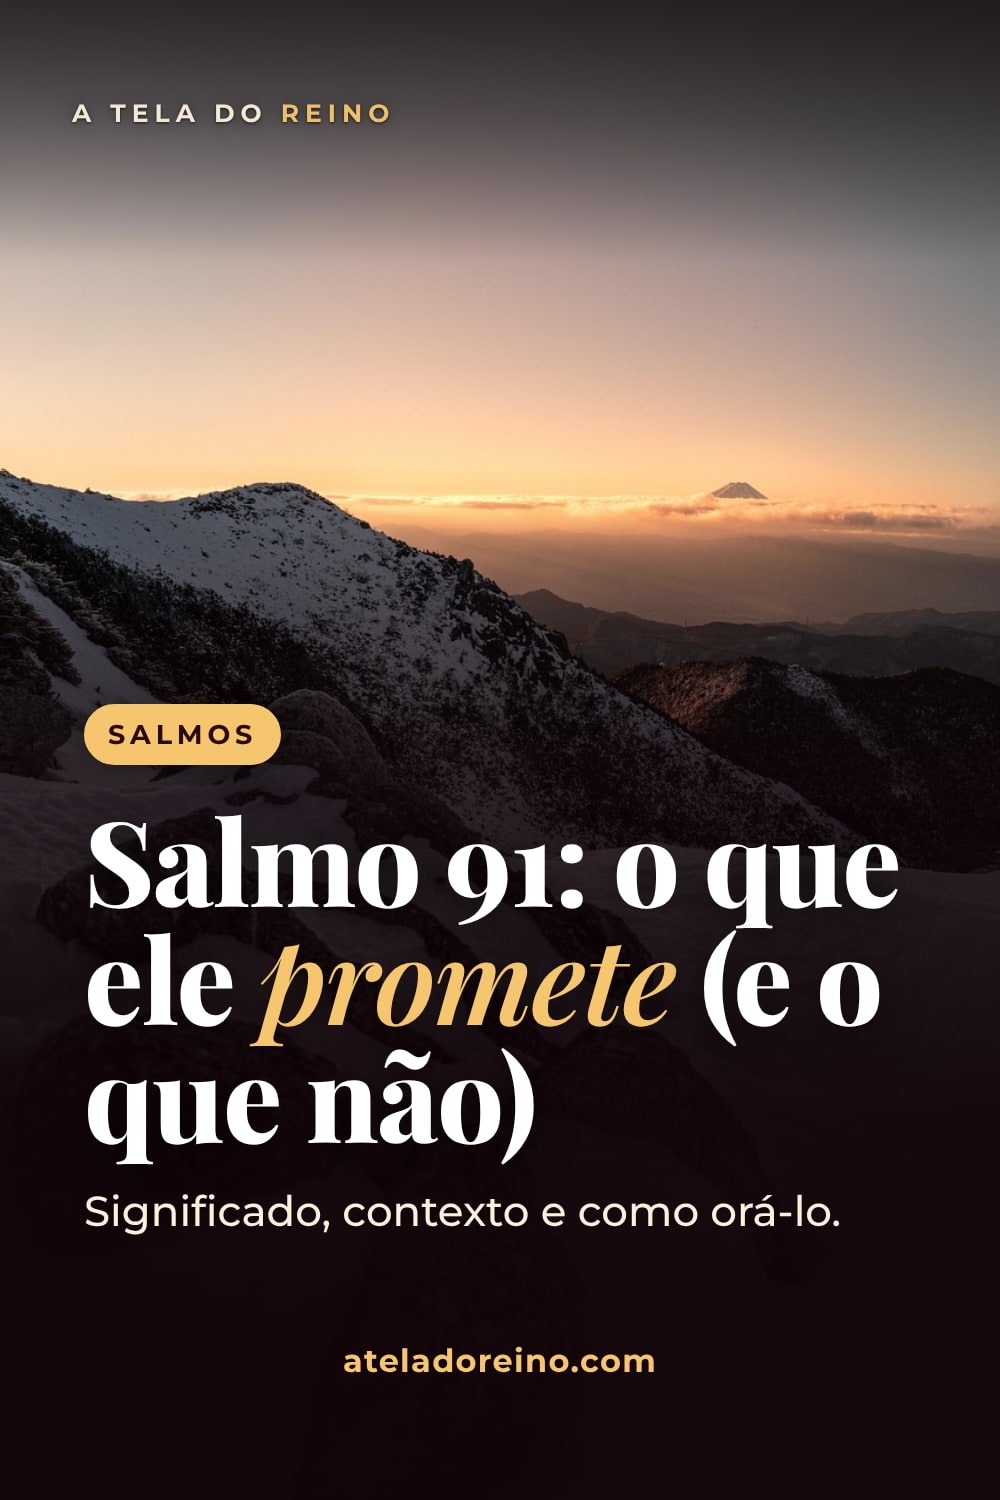 A TELA DO REINO
SALMOS
Salmo 91: o que
ele promete (e o
que não)
Significado, contexto e como orá-lo.
ateladoreino.com